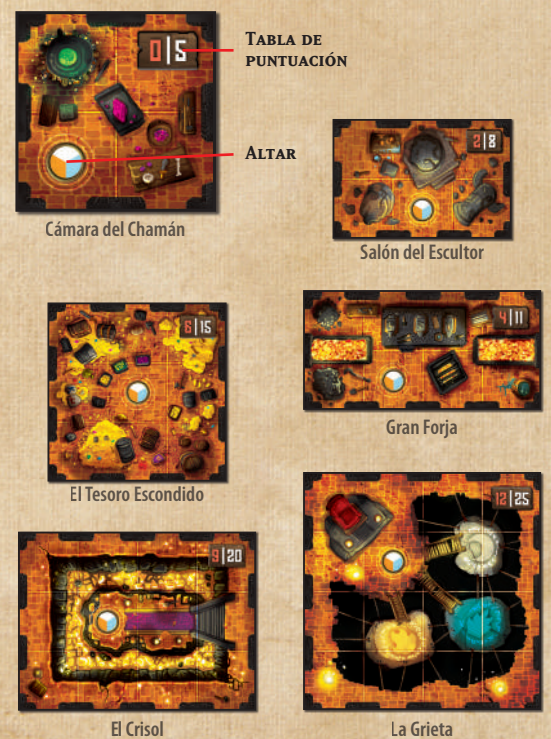 0|5
TABLA DE
PUNTUACIÓN
ALTAR
Cámara del Chamán
2|8
Salón del Escultor
6|15
El Tesoro Escondido
4|11
Gran Forja
9|20
El Crisol
12|25
La Grieta